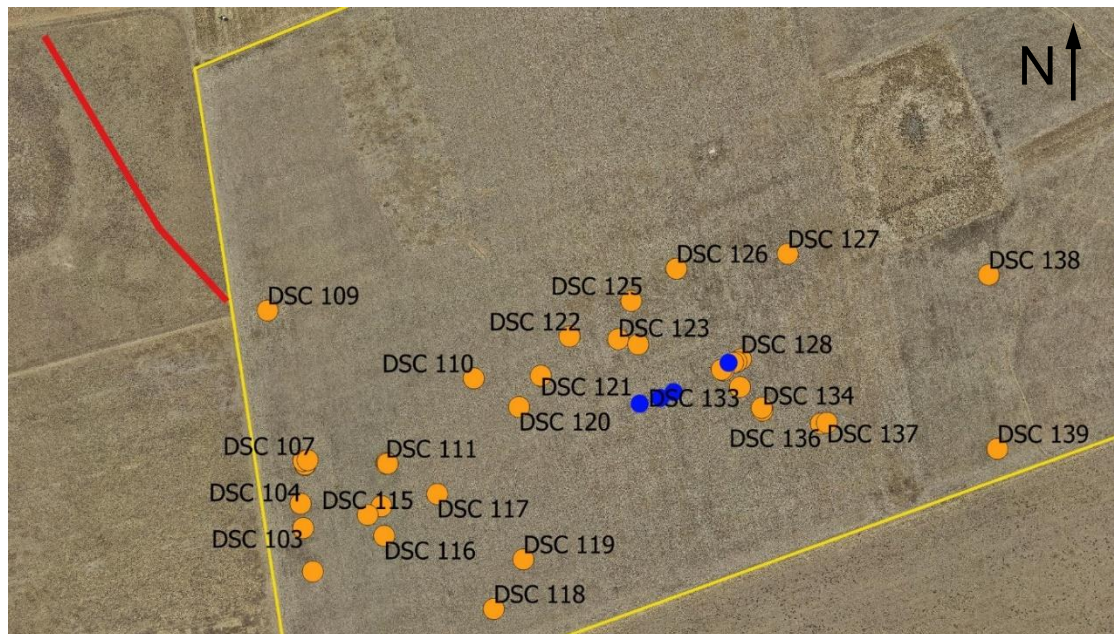 N
DSC 127
DSC 126
DSC 138
DSC 125
DSC 109
DSC 122
DSC 123
DSC 128
DSC 110
DSC 121
DSC 133
DSC 134
DSC 120
DSC 136
DSC 137
DSC 139
DSC 107
DSC 111
DSC 104
DSC 115
DSC 117
DSC 103
DSC 116
DSC 119
DSC 118